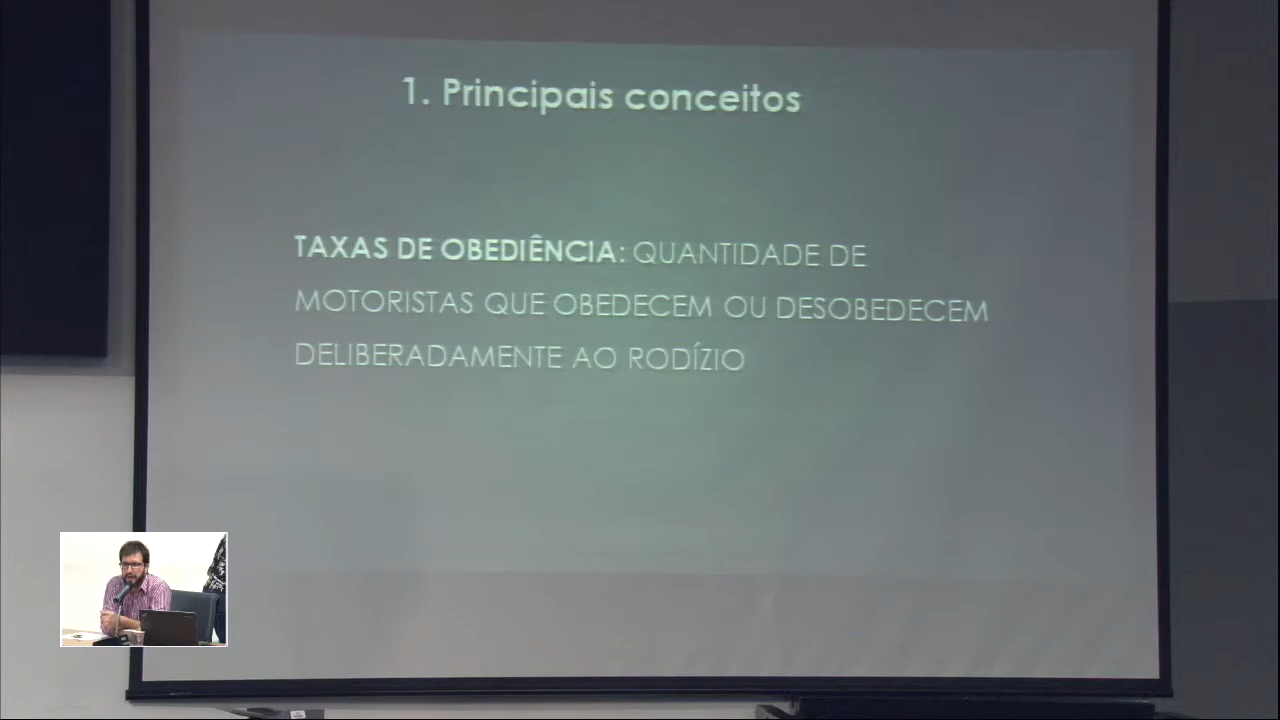 1. Principais conceitos
TAXAS DE OBEDIÊNCIA: QUANTIDADE DE
MOTORISTAS QUE OBEDECEM OU DESOBEDECEM
DELIBERADAMENTE AO RODÍZIO